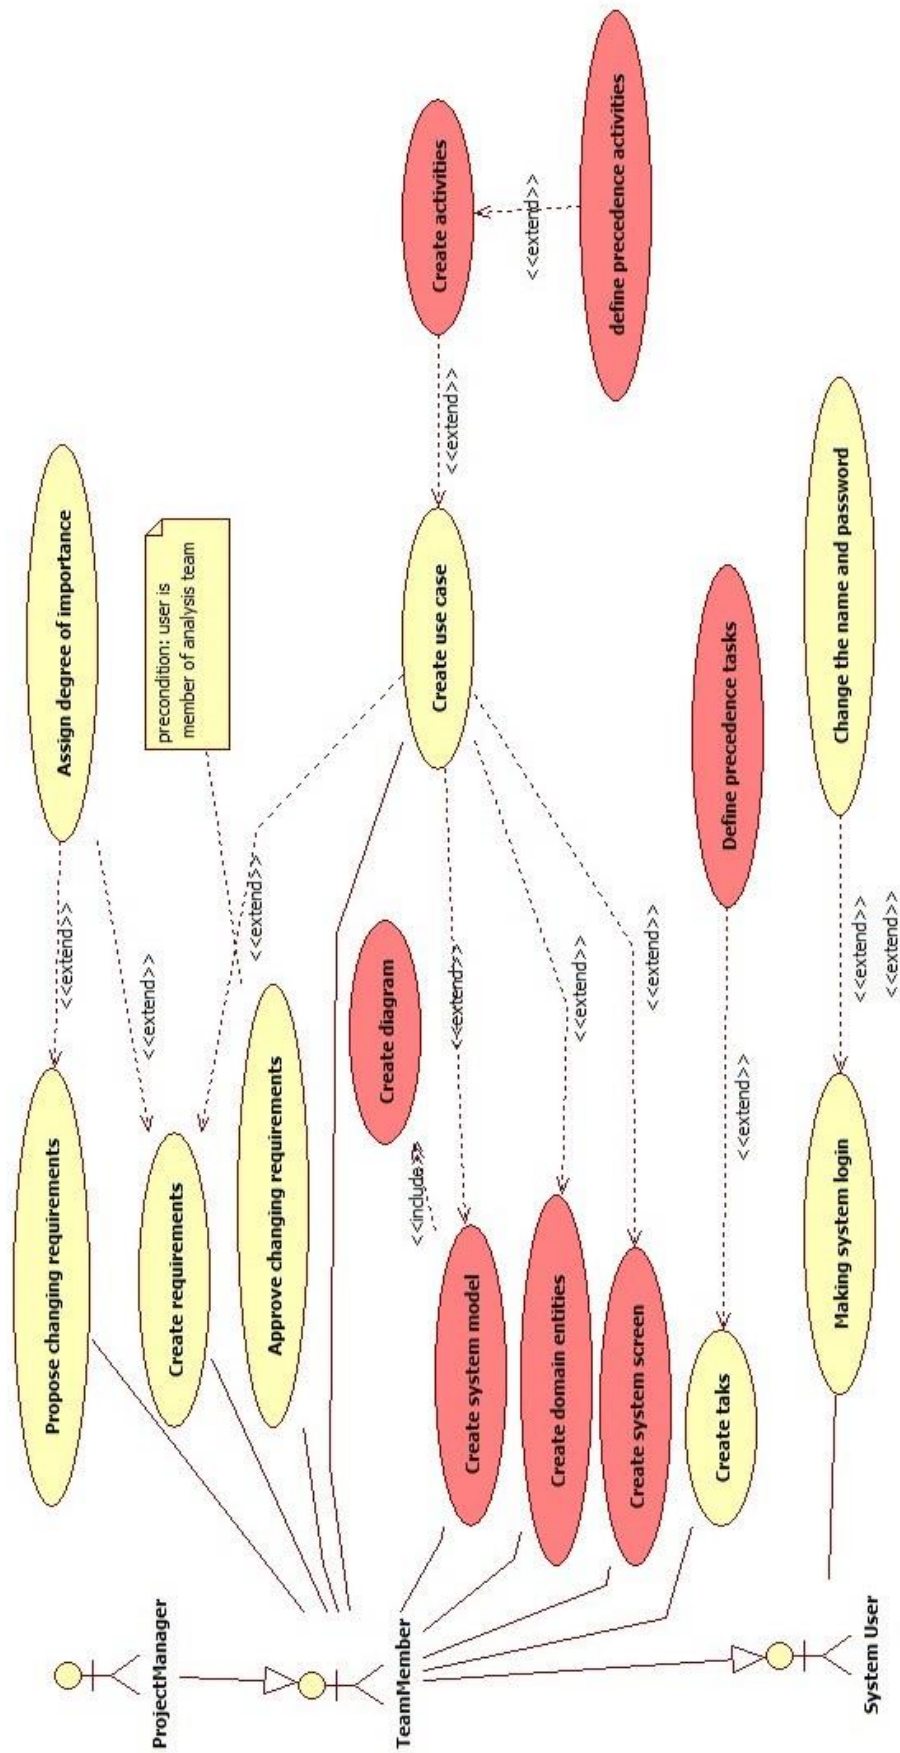 ProjectManager
TeamMember
System User
Propose changing requirements
<<extend>>
Assign degree of importance
<<extend>>
Create requirements
precondition: user is
member of analysis team
<<extend>>
Approve changing requirements
Create diagram
<<include>>
Create use case
<<extend>>
Create activities
<<extend>>
define precedence activities
<<extend>>
Create system model
<<extend>>
Create domain entities
<<extend>>
Create system screen
Create taks
<<extend>>
Define precedence tasks
Making system login
<<extend>>
<<extend>>
Change the name and password